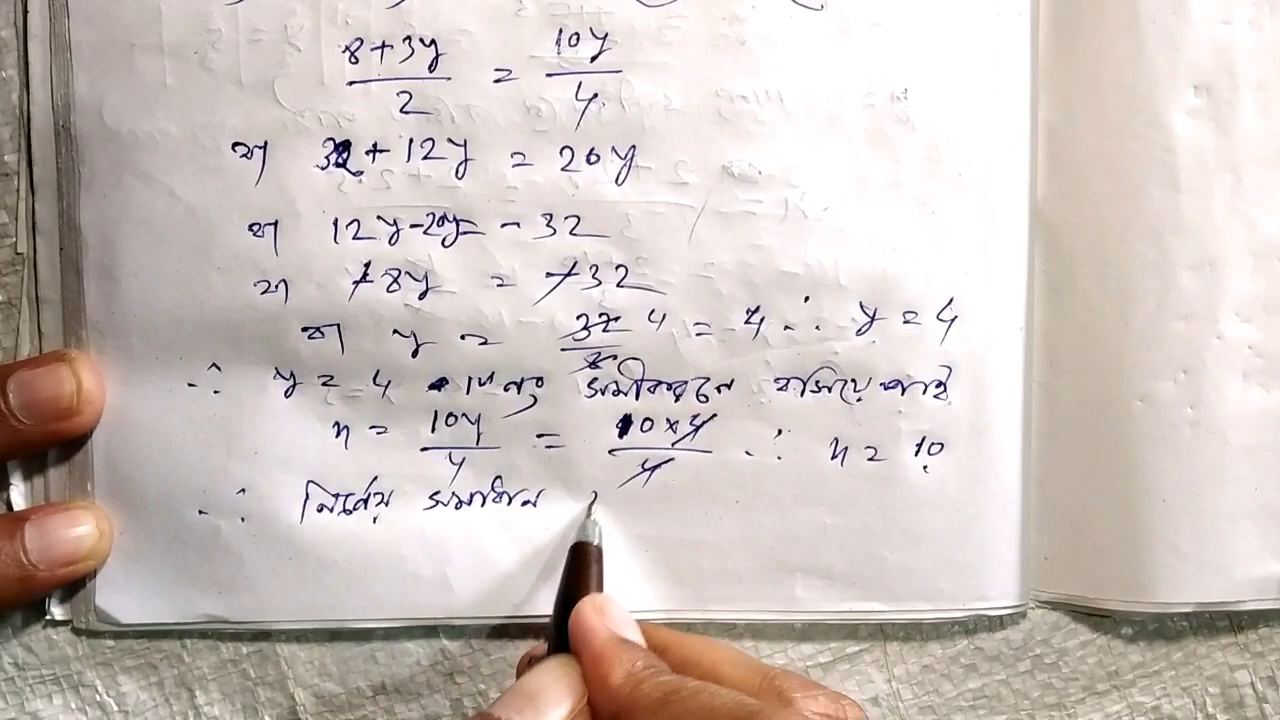 8+3y/2 = 10y/4
বা 32 + 12y = 20y
বা 12y-20y = - 32
বা -8y = -32
বা y = 32/8 4 = 4 ∴ y = 4
∴ y = 4 সমীকরণে বসিয়ে পাই
x = 10y/4 = 10×4/4 ∴ x = 10
∴ নির্ণেয় সমাধান